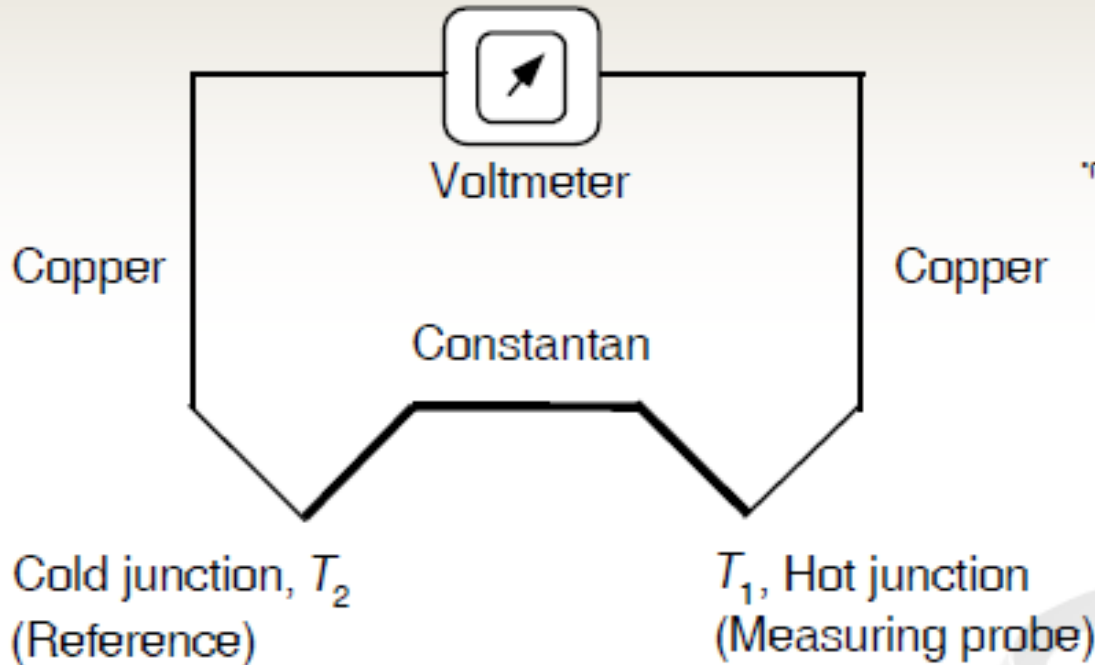 Voltmeter
Copper
Copper
Constantan
Cold junction, T₂
(Reference)
T₁, Hot junction
(Measuring probe)